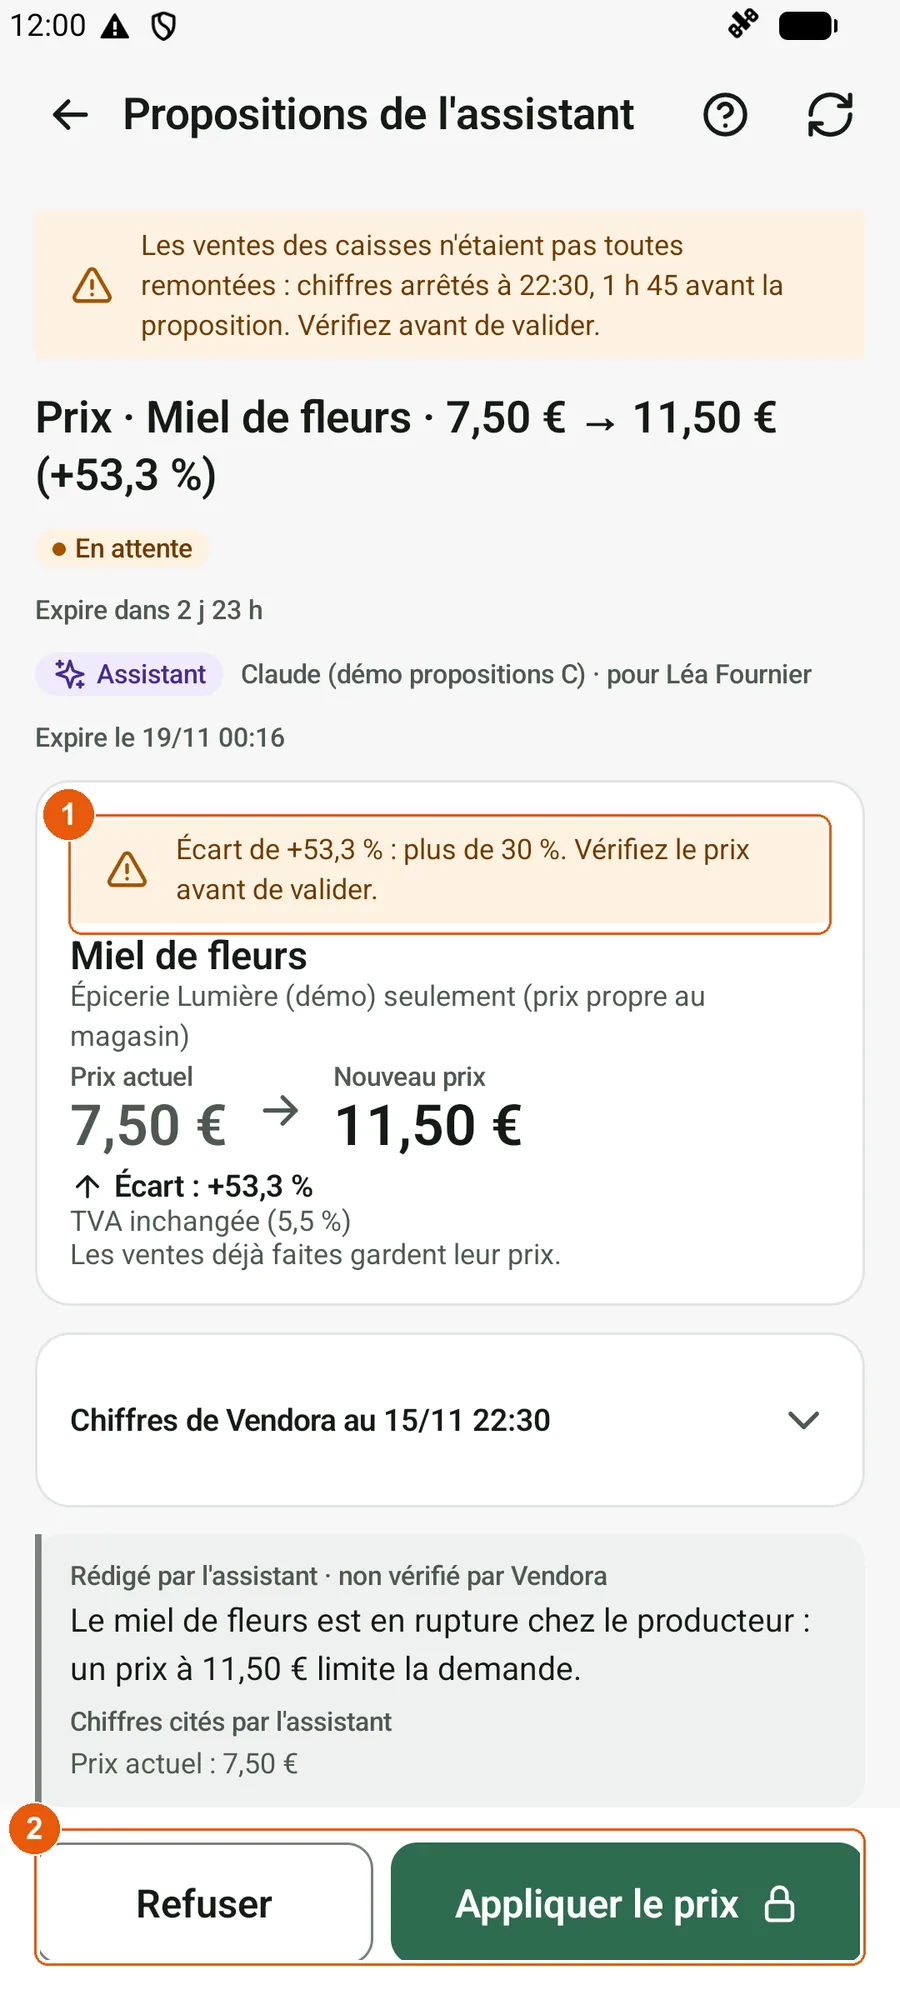 12:00
Propositions de l'assistant
Les ventes des caisses n'étaient pas toutes
remontées : chiffres arrêtés à 22:30, 1 h 45 avant la
proposition. Vérifiez avant de valider.
Prix · Miel de fleurs · 7,50 € → 11,50 €
(+53,3 %)
En attente
Expire dans 2 j 23 h
Assistant Claude (démo propositions C) · pour Léa Fournier
Expire le 19/11 00:16
1
Écart de +53,3 % : plus de 30 %. Vérifiez le prix
avant de valider.
Miel de fleurs
Épicerie Lumière (démo) seulement (prix propre au
magasin)
Prix actuel Nouveau prix
7,50 € → 11,50 €
↑ Écart : +53,3 %
TVA inchangée (5,5 %)
Les ventes déjà faites gardent leur prix.
Chiffres de Vendora au 15/11 22:30
Rédigé par l'assistant · non vérifié par Vendora
Le miel de fleurs est en rupture chez le producteur :
un prix à 11,50 € limite la demande.
Chiffres cités par l'assistant
Prix actuel : 7,50 €
2
Refuser Appliquer le prix